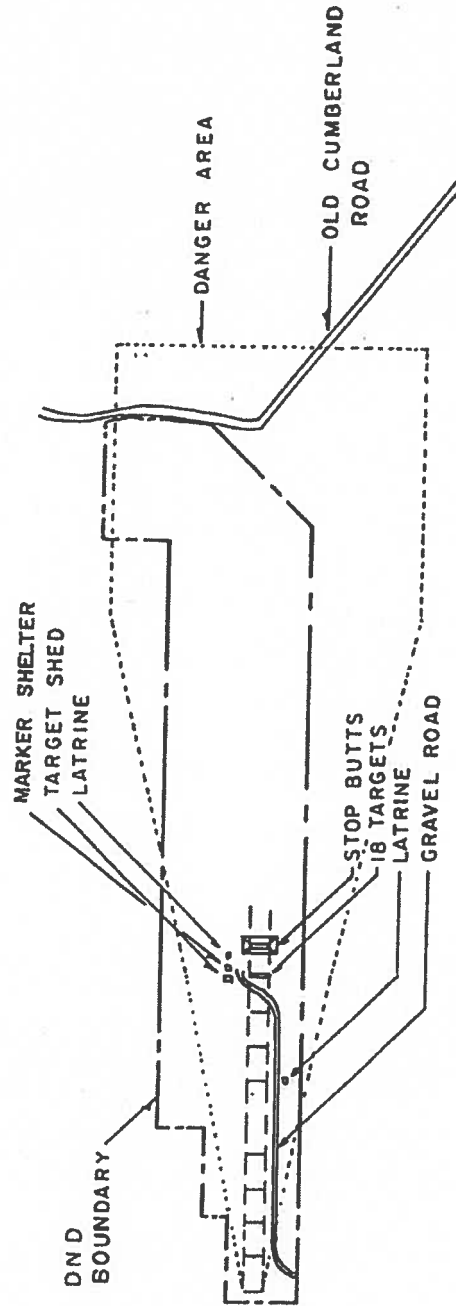 DND
BOUNDARY
MARKER SHELTER
TARGET SHED
LATRINE
DANGER AREA
OLD CUMBERLAND
ROAD
STOP BUTTS
18 TARGETS
LATRINE
GRAVEL ROAD